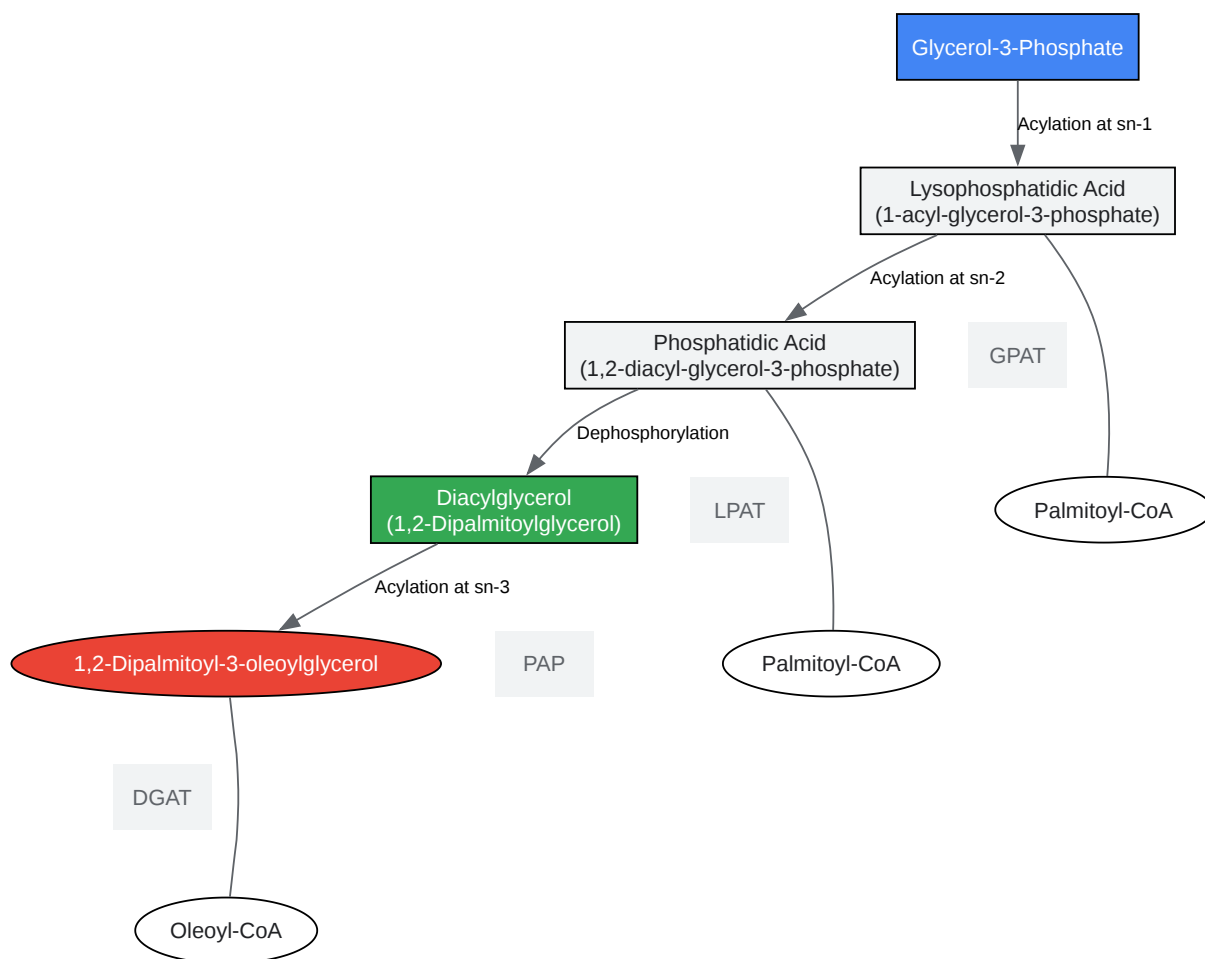 Glycerol-3-Phosphate
Acylation at sn-1
Lysophosphatidic Acid
(1-acyl-glycerol-3-phosphate)
Acylation at sn-2
Phosphatidic Acid
(1,2-diacyl-glycerol-3-phosphate)
GPAT
Dephosphorylation
Diacylglycerol
(1,2-Dipalmitoylglycerol)
LPAT
Palmitoyl-CoA
Acylation at sn-3
1,2-Dipalmitoyl-3-oleoylglycerol
PAP
Palmitoyl-CoA
DGAT
Oleoyl-CoA